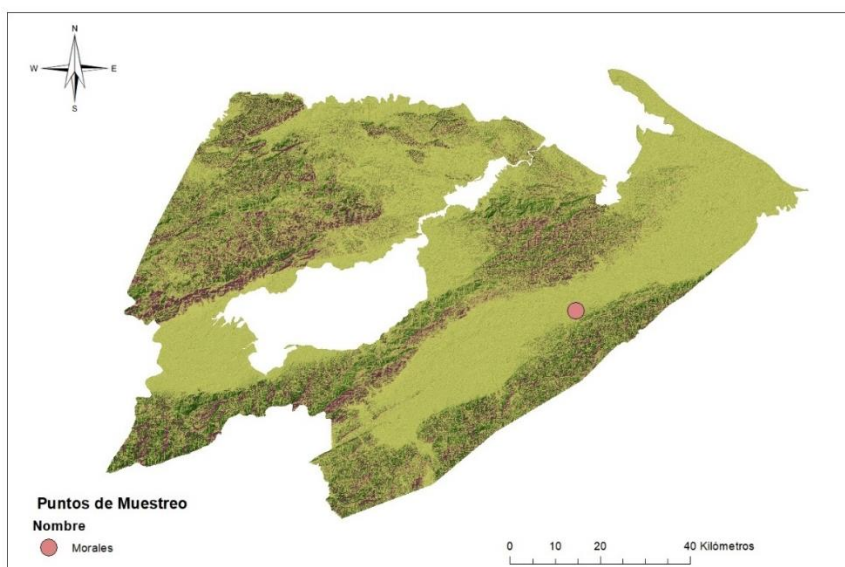 N
W E
S
Puntos de Muestreo
Nombre
Morales
0 10 20 40 Kilómetros